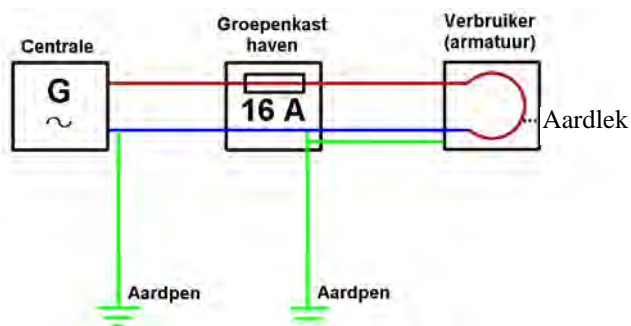 Centrale
G
~
Groepenkast
haven
16 A
Verbruiker
(armatuur)
Aardlek
Aardpen
Aardpen